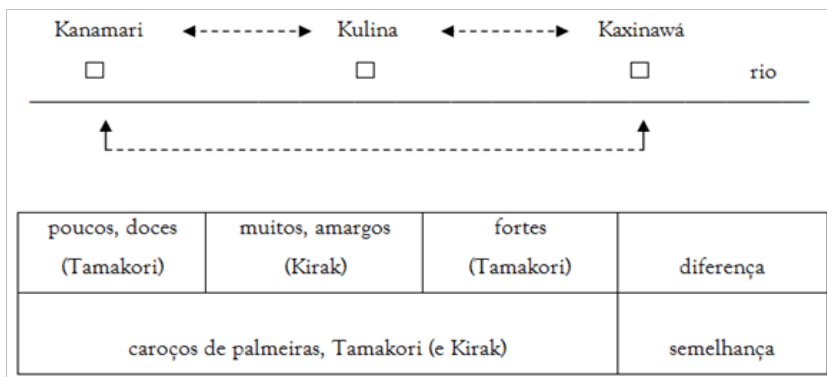 Kanamari Kulina Kaxinawá
rio
poucos, doces muitos, amargos fortes
(Tamakori) (Kirak) (Tamakori) diferença
caroços de palmeiras, Tamakori (e Kirak) semelhança